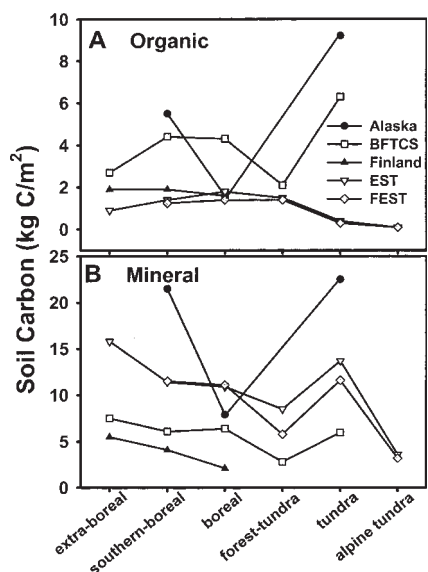 A Organic
10
8
6
4
2
0
Alaska
BFTCS
Finland
EST
FEST
Soil Carbon (kg C/m²)
B Mineral
25
20
15
10
5
0
extra-boreal
southern-boreal
boreal
forest-tundra
tundra
alpine tundra